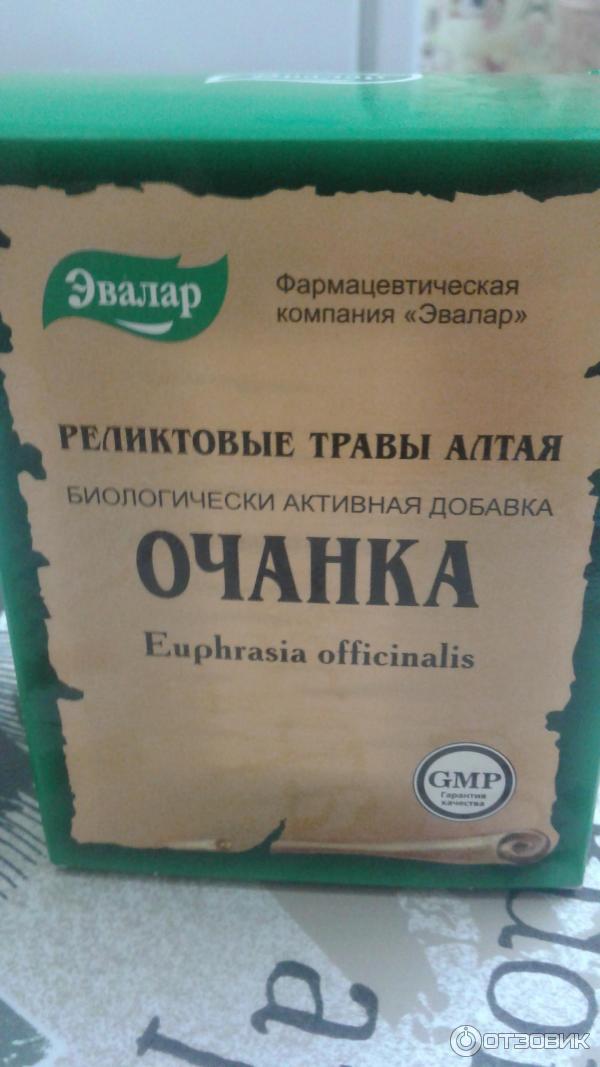 Эвалар
Фармацевтическая
компания «Эвалар»
РЕЛИКТОВЫЕ ТРАВЫ АЛТАЯ
БИОЛОГИЧЕСКИ АКТИВНАЯ ДОБАВКА
ОЧАНКА
Euphrasia officinalis
GMP
Гарантия
качества
ОТЗОВИК